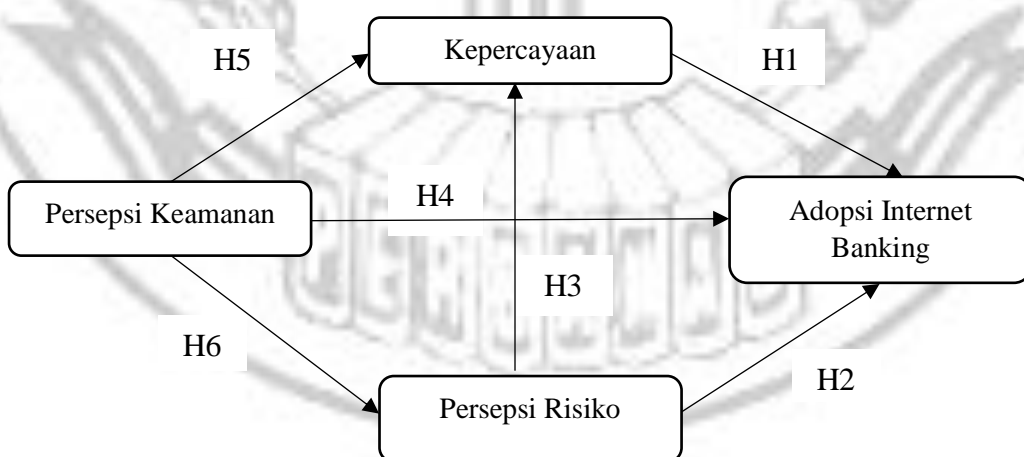 Kepercayaan
H5
H1
Persepsi Keamanan
H4
Adopsi Internet
Banking
H3
H6
H2
Persepsi Risiko